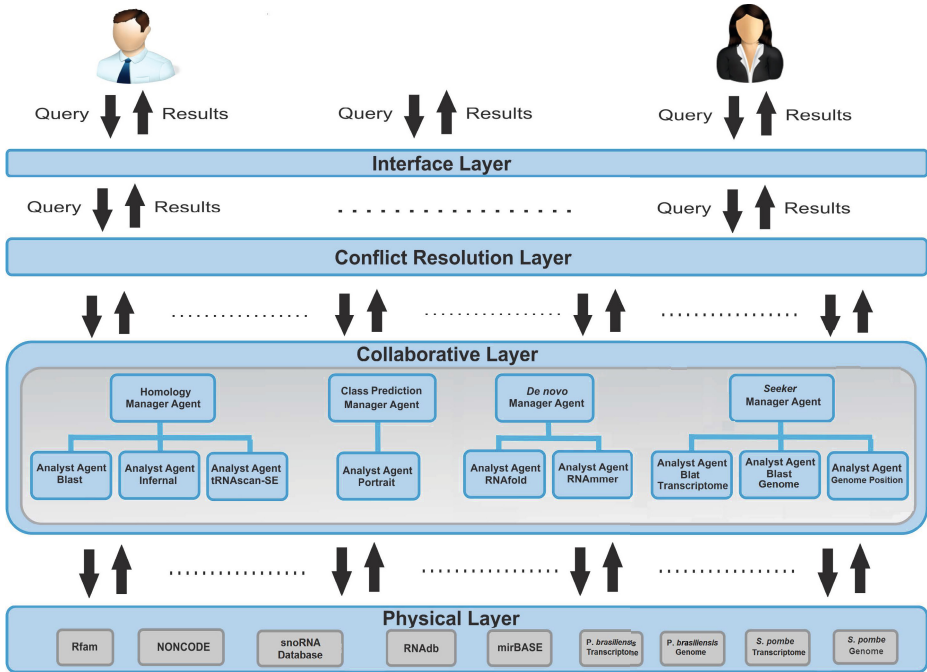 Query Results Query Results Query Results
Interface Layer
Query Results Query Results
Conflict Resolution Layer
Collaborative Layer
Homology
Manager Agent
Class Prediction
Manager Agent
De novo
Manager Agent
Seeker
Manager Agent
Analyst Agent
Blast
Analyst Agent
Infernal
Analyst Agent
tRNAscan-SE
Analyst Agent
Portrait
Analyst Agent
RNAfold
Analyst Agent
RNAmmer
Analyst Agent
Blat
Transcriptome
Analyst Agent
Blast
Genome
Analyst Agent
Genome Position
Physical Layer
Rfam
NONCODE
snoRNA
Database
RNAdb
mirBASE
P. brasiliensis
Transcriptome
P. brasiliensis
Genome
S. pombe
Transcriptome
S. pombe
Genome